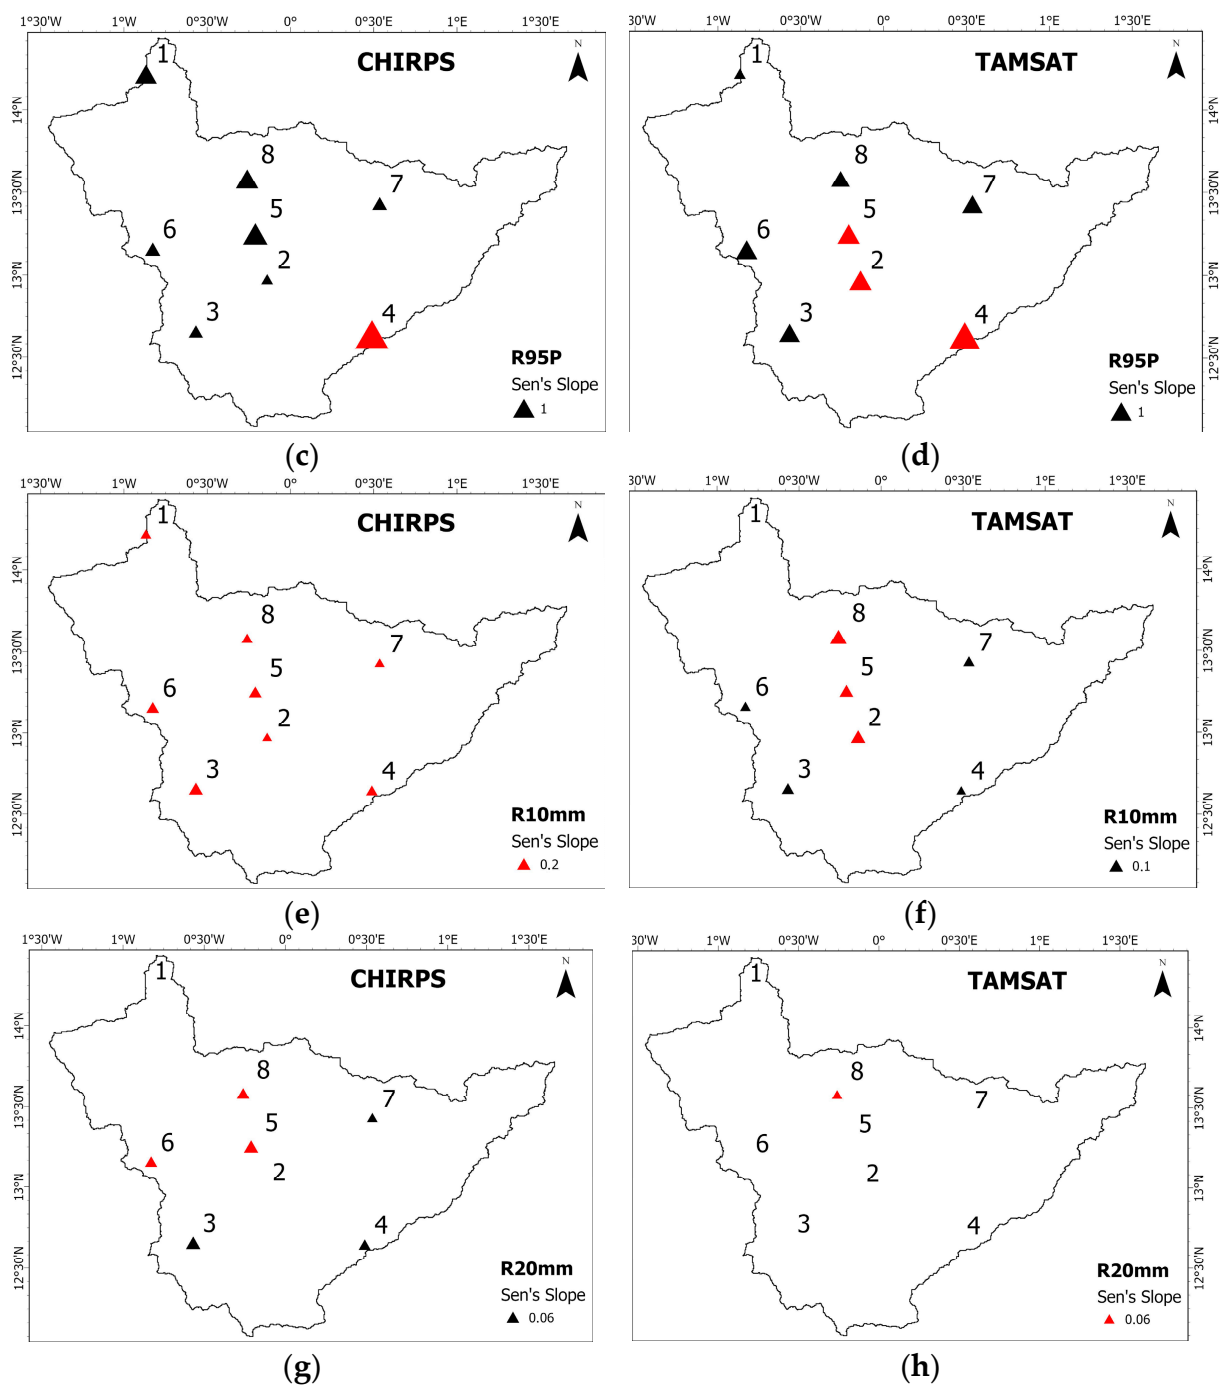 1°30'W 1°W 0°30'W 0° 0°30'E 1°E 1°30'E
CHIRPS
N
14°N
13°30'N
13°N
12°30'N
1
8
7
5
6
2
3
4
R95P
Sen's Slope
1
(c)
30'W 1°W 0°30'W 0° 0°30'E 1°E 1°30'E
TAMSAT
N
14°N
13°30'N
13°N
12°30'N
1
8
7
5
6
2
3
4
R95P
Sen's Slope
1
(d)
1°30'W 1°W 0°30'W 0° 0°30'E 1°E 1°30'E
CHIRPS
N
14°N
13°30'N
13°N
12°30'N
1
8
7
5
6
2
3
4
R10mm
Sen's Slope
0.2
(e)
30'W 1°W 0°30'W 0° 0°30'E 1°E 1°30'E
TAMSAT
N
14°N
13°30'N
13°N
12°30'N
1
8
7
5
6
2
3
4
R10mm
Sen's Slope
0.1
(f)
1°30'W 1°W 0°30'W 0° 0°30'E 1°E 1°30'E
CHIRPS
N
14°N
13°30'N
13°N
12°30'N
1
8
7
5
6
2
3
4
R20mm
Sen's Slope
0.06
(g)
30'W 1°W 0°30'W 0° 0°30'E 1°E 1°30'E
TAMSAT
N
14°N
13°30'N
13°N
12°30'N
1
8
7
5
6
2
3
4
R20mm
Sen's Slope
0.06
(h)